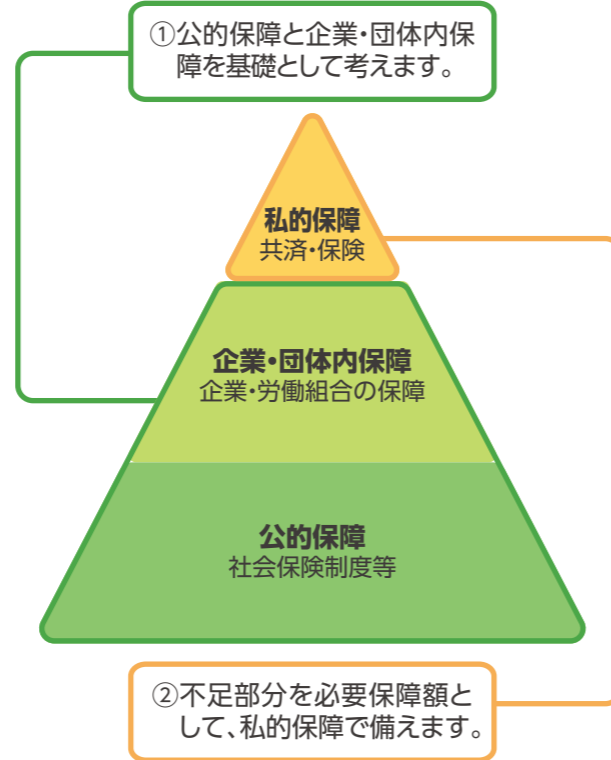 ①公的保障と企業・団体内保
障を基礎として考えます。
私的保障
共済・保険
企業・団体内保障
企業・労働組合の保障
公的保障
社会保険制度等
②不足部分を必要保障額と
して、私的保障で備えます。